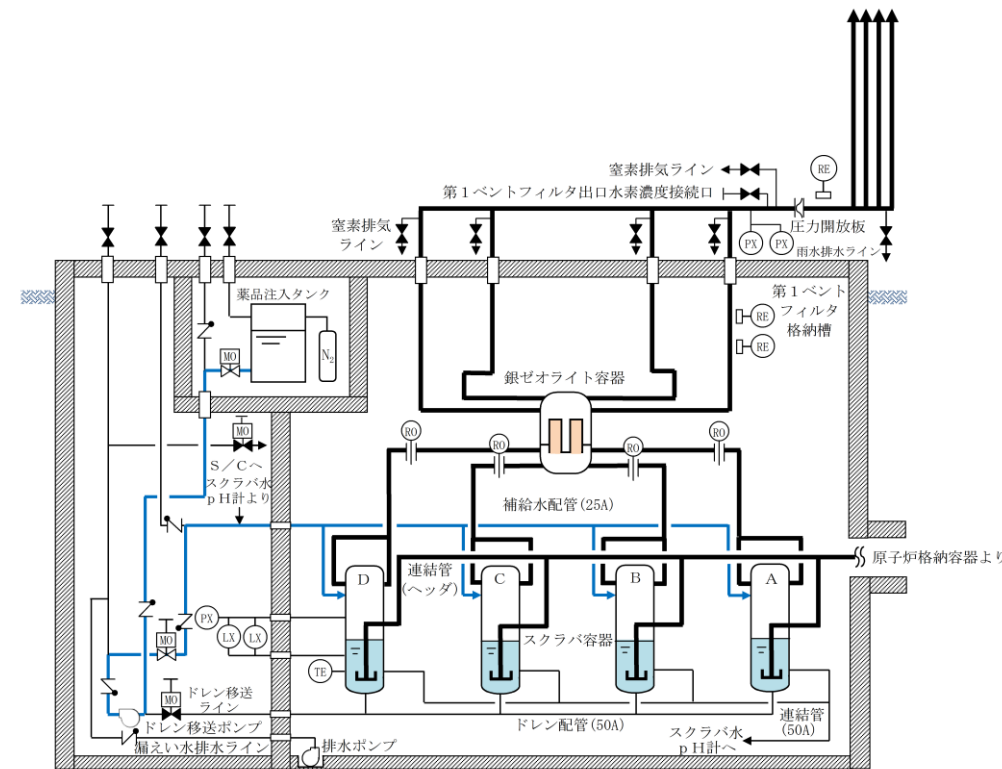 窒素排気ライン
RE
第1ベントフィルタ出口水素濃度接続口
窒素排気
ライン
圧力開放板
PX
PX
雨水排水ライン
薬品注入タンク
第1ベント
フィルタ
格納槽
RE
RE
MO
N₂
銀ゼオライト容器
MO
RO
RO
RO
RO
S/Cへ
スクラバ水
pH計より
補給水配管(25A)
原子炉格納容器より
連結管
(ヘッダ)
D
C
B
A
スクラバ容器
PX
LX
LX
MO
TE
MO
ドレン移送
ライン
ドレン移送ポンプ
ドレン配管(50A)
連結管
(50A)
スクラバ水
pH計へ
漏えい水排水ライン
排水ポンプ